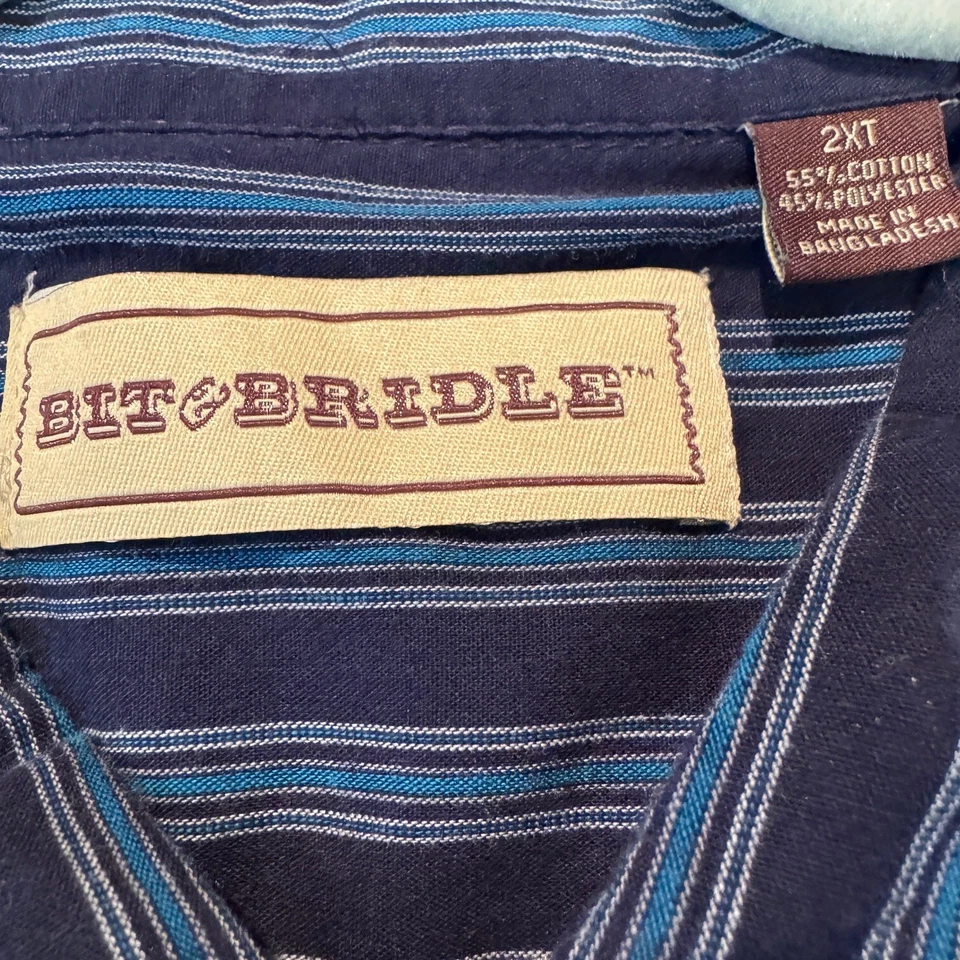 2XT
55% COTTON
45% POLYESTER
MADE IN
BANGLADESH
BIT & BRIDLE™